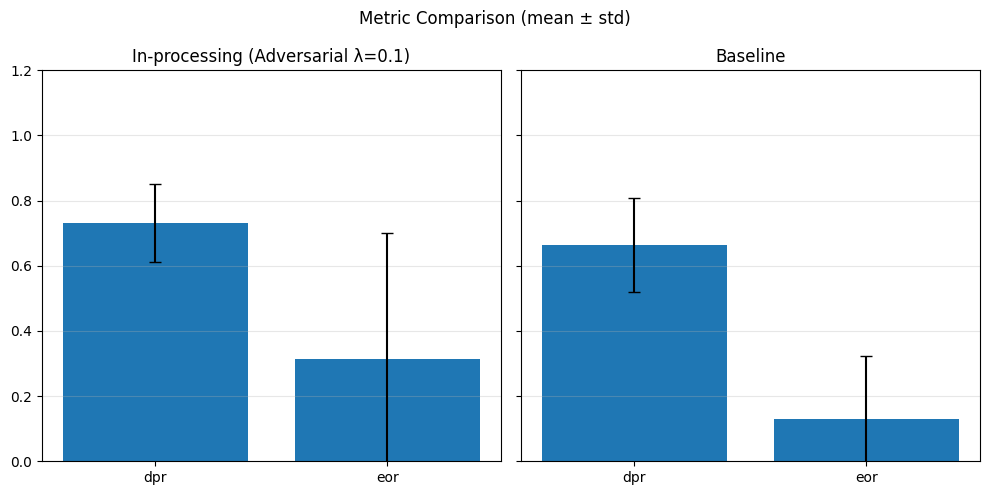 Metric Comparison (mean ± std)
In-processing (Adversarial λ=0.1)
Baseline
1.2
1.0
0.8
0.6
0.4
0.2
0.0
dpr
eor
dpr
eor